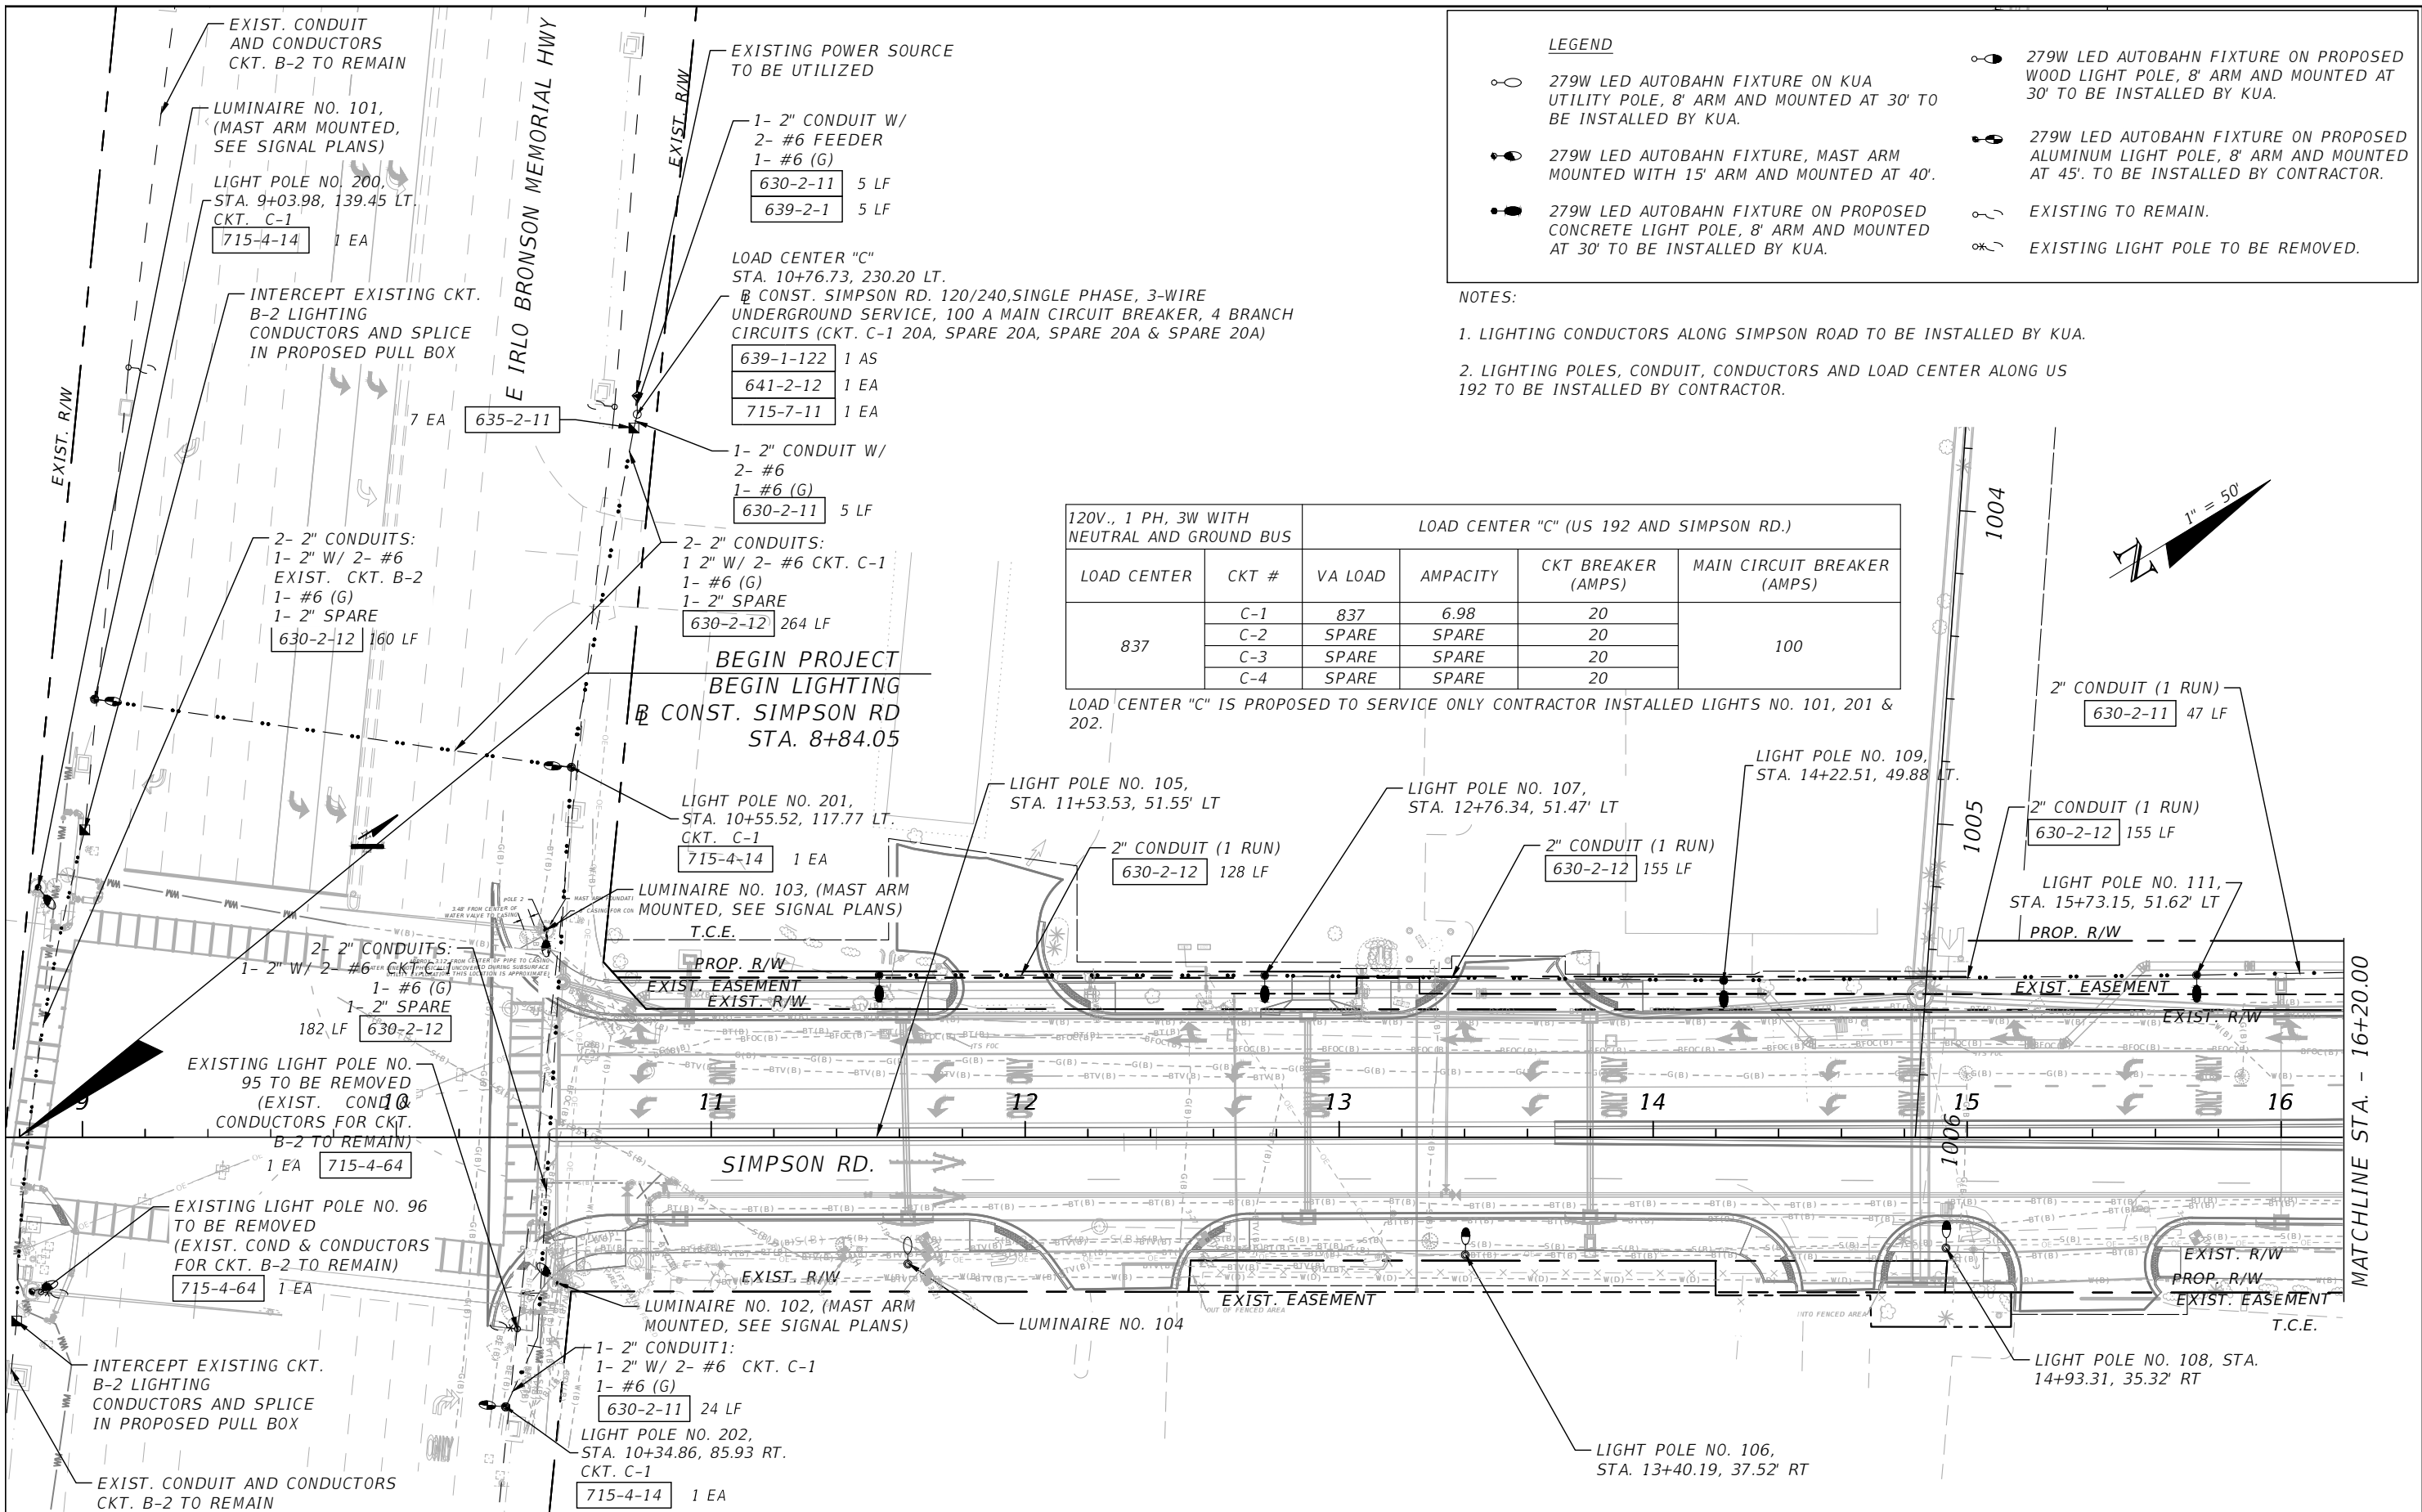 EXIST. CONDUIT
AND CONDUCTORS
CKT. B-2 TO REMAIN
LUMINAIRE NO. 101,
(MAST ARM MOUNTED,
SEE SIGNAL PLANS)
LIGHT POLE NO. 200,
STA. 9+03.98, 139.45 LT.
CKT. C-1
715-4-14 1 EA
INTERCEPT EXISTING CKT.
B-2 LIGHTING
CONDUCTORS AND SPLICE
IN PROPOSED PULL BOX
EXIST. R/W
E IRLO BRONSON MEMORIAL HWY
EXIST. R/W
EXISTING POWER SOURCE
TO BE UTILIZED
1- 2" CONDUIT W/
2- #6 FEEDER
1- #6 (G)
630-2-11 5 LF
639-2-1 5 LF
LOAD CENTER "C"
STA. 10+76.73, 230.20 LT.
BL CONST. SIMPSON RD. 120/240,SINGLE PHASE, 3-WIRE
UNDERGROUND SERVICE, 100 A MAIN CIRCUIT BREAKER, 4 BRANCH
CIRCUITS (CKT. C-1 20A, SPARE 20A, SPARE 20A & SPARE 20A)
639-1-122 1 AS
641-2-12 1 EA
715-7-11 1 EA
7 EA 635-2-11
1- 2" CONDUIT W/
2- #6
1- #6 (G)
630-2-11 5 LF
2- 2" CONDUITS:
1 2" W/ 2- #6 CKT. C-1
1- #6 (G)
1- 2" SPARE
630-2-12 264 LF
2- 2" CONDUITS:
1- 2" W/ 2- #6
EXIST. CKT. B-2
1- #6 (G)
1- 2" SPARE
630-2-12 160 LF
BEGIN PROJECT
BEGIN LIGHTING
BL CONST. SIMPSON RD
STA. 8+84.05
LEGEND
279W LED AUTOBAHN FIXTURE ON KUA
UTILITY POLE, 8' ARM AND MOUNTED AT 30' TO
BE INSTALLED BY KUA.
279W LED AUTOBAHN FIXTURE, MAST ARM
MOUNTED WITH 15' ARM AND MOUNTED AT 40'.
279W LED AUTOBAHN FIXTURE ON PROPOSED
CONCRETE LIGHT POLE, 8' ARM AND MOUNTED
AT 30' TO BE INSTALLED BY KUA.
279W LED AUTOBAHN FIXTURE ON PROPOSED
WOOD LIGHT POLE, 8' ARM AND MOUNTED AT
30' TO BE INSTALLED BY KUA.
279W LED AUTOBAHN FIXTURE ON PROPOSED
ALUMINUM LIGHT POLE, 8' ARM AND MOUNTED
AT 45'. TO BE INSTALLED BY CONTRACTOR.
EXISTING TO REMAIN.
EXISTING LIGHT POLE TO BE REMOVED.
NOTES:
1. LIGHTING CONDUCTORS ALONG SIMPSON ROAD TO BE INSTALLED BY KUA.
2. LIGHTING POLES, CONDUIT, CONDUCTORS AND LOAD CENTER ALONG US
192 TO BE INSTALLED BY CONTRACTOR.
120V., 1 PH, 3W WITH
NEUTRAL AND GROUND BUS
LOAD CENTER "C" (US 192 AND SIMPSON RD.)
LOAD CENTER CKT # VA LOAD AMPACITY CKT BREAKER (AMPS) MAIN CIRCUIT BREAKER (AMPS)
837 C-1 837 6.98 20 100
C-2 SPARE SPARE 20
C-3 SPARE SPARE 20
C-4 SPARE SPARE 20
LOAD CENTER "C" IS PROPOSED TO SERVICE ONLY CONTRACTOR INSTALLED LIGHTS NO. 101, 201 &
202.
1004
1005
1006
1" = 50'
N
2" CONDUIT (1 RUN)
630-2-11 47 LF
2" CONDUIT (1 RUN)
630-2-12 155 LF
LIGHT POLE NO. 111,
STA. 15+73.15, 51.62' LT
LIGHT POLE NO. 109,
STA. 14+22.51, 49.88 LT.
2" CONDUIT (1 RUN)
630-2-12 155 LF
LIGHT POLE NO. 107,
STA. 12+76.34, 51.47' LT
LIGHT POLE NO. 105,
STA. 11+53.53, 51.55' LT
2" CONDUIT (1 RUN)
630-2-12 128 LF
LIGHT POLE NO. 201,
STA. 10+55.52, 117.77 LT.
CKT. C-1
715-4-14 1 EA
LUMINAIRE NO. 103, (MAST ARM
MOUNTED, SEE SIGNAL PLANS)
T.C.E.
PROP. R/W
EXIST. EASEMENT
EXIST. R/W
PROP. R/W
EXIST. EASEMENT
EXIST. R/W
2- 2" CONDUITS:
1- 2" W/ 2- #6 CKT. C-1
1- #6 (G)
1- 2" SPARE
182 LF 630-2-12
EXISTING LIGHT POLE NO.
95 TO BE REMOVED
(EXIST. COND &
CONDUCTORS FOR CKT.
B-2 TO REMAIN)
1 EA 715-4-64
9 10 11 12 13 14 15 16
SIMPSON RD.
MATCHLINE STA. - 16+20.00
EXISTING LIGHT POLE NO. 96
TO BE REMOVED
(EXIST. COND & CONDUCTORS
FOR CKT. B-2 TO REMAIN)
715-4-64 1 EA
EXIST. R/W
EXIST. EASEMENT
OUT OF FENCED AREA
INTO FENCED AREA
EXIST. R/W
PROP. R/W
EXIST. EASEMENT
T.C.E.
LUMINAIRE NO. 102, (MAST ARM
MOUNTED, SEE SIGNAL PLANS)
LUMINAIRE NO. 104
1- 2" CONDUIT1:
1- 2" W/ 2- #6 CKT. C-1
1- #6 (G)
630-2-11 24 LF
LIGHT POLE NO. 202,
STA. 10+34.86, 85.93 RT.
CKT. C-1
715-4-14 1 EA
INTERCEPT EXISTING CKT.
B-2 LIGHTING
CONDUCTORS AND SPLICE
IN PROPOSED PULL BOX
EXIST. CONDUIT AND CONDUCTORS
CKT. B-2 TO REMAIN
LIGHT POLE NO. 108, STA.
14+93.31, 35.32' RT
LIGHT POLE NO. 106,
STA. 13+40.19, 37.52' RT